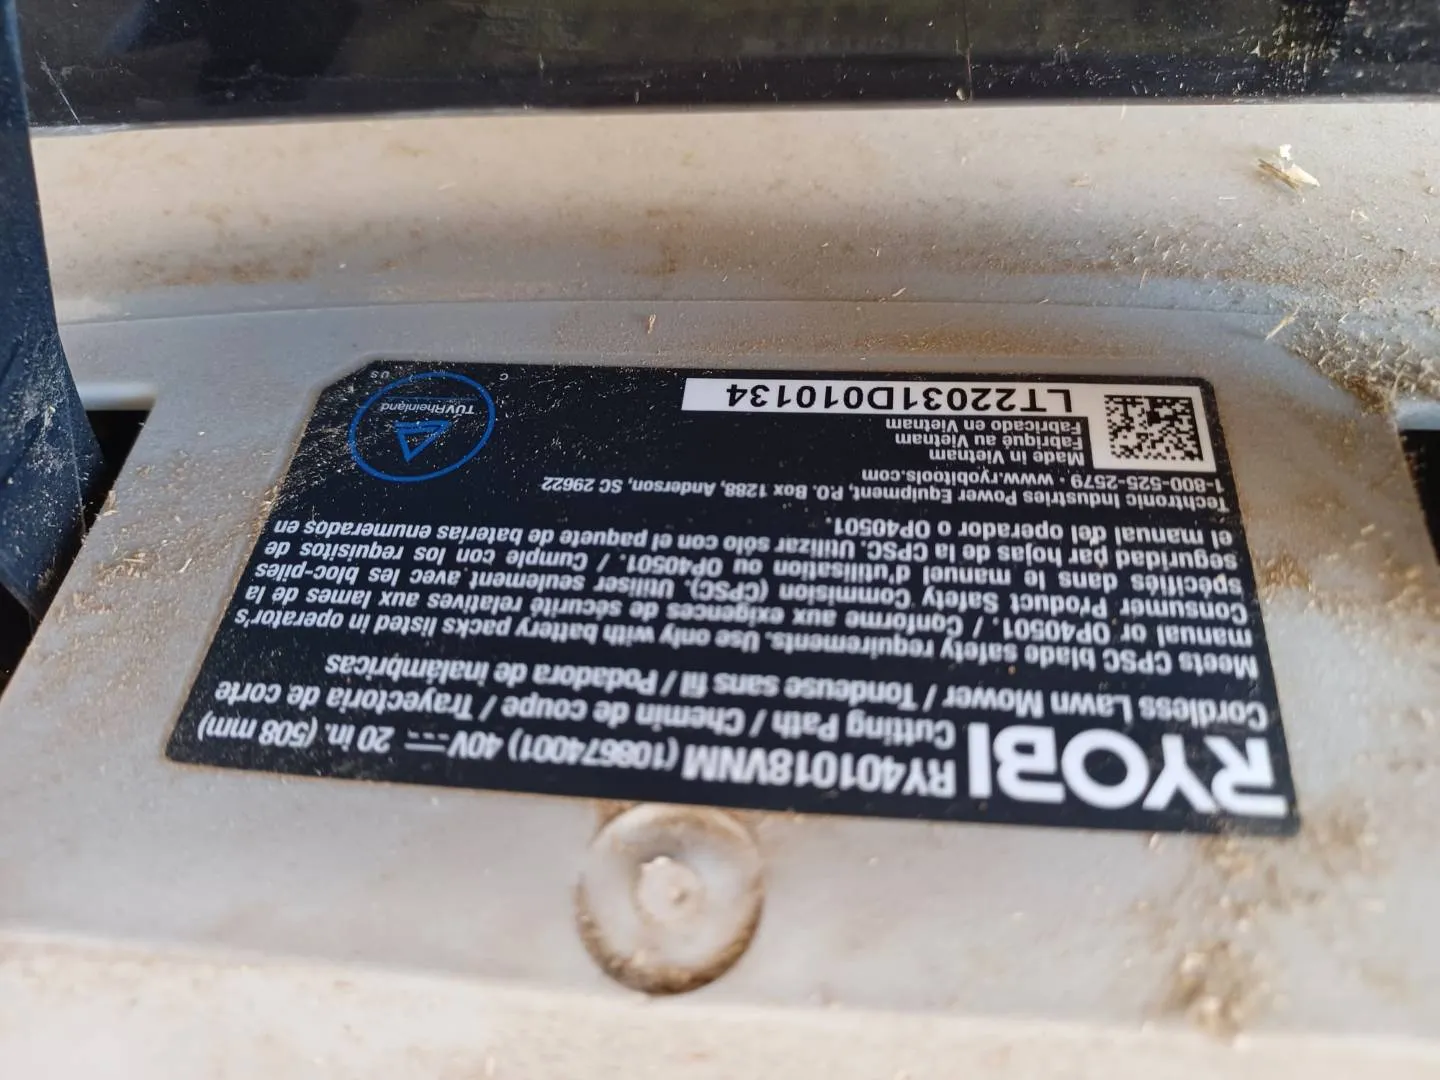 RYOBI
RY401018VNM (108674001) 40V 20 in. (508 mm)
Cutting Path / Chemin de coupe / Trayectoria de corte
Cordless Lawn Mower / Tondeuse sans fil / Podadora de inalámbricas
Meets CPSC blade safety requirements. Use only with battery packs listed in operator's
manual or OP40501. / Conforme aux exigences de sécurité relatives aux lames de la
Consumer Product Safety Commision (CPSC). Utiliser seulement avec les bloc-piles
spécifiés dans le manuel d'utilisation ou OP40501. / Cumple con los requisitos de
seguridad par hojas de la CPSC. Utilizar sólo con el paquete de baterias enumerados en
el manual del operador o OP40501.
Techtronic Industries Power Equipment, P.O. Box 1288, Anderson, SC 29622
1-800-525-2579 • www.ryobitools.com
Made in Vietnam
Fabriqué au Vietnam
Fabricado en Vietnam
LT22031D010134
TÜVRheinland
C US